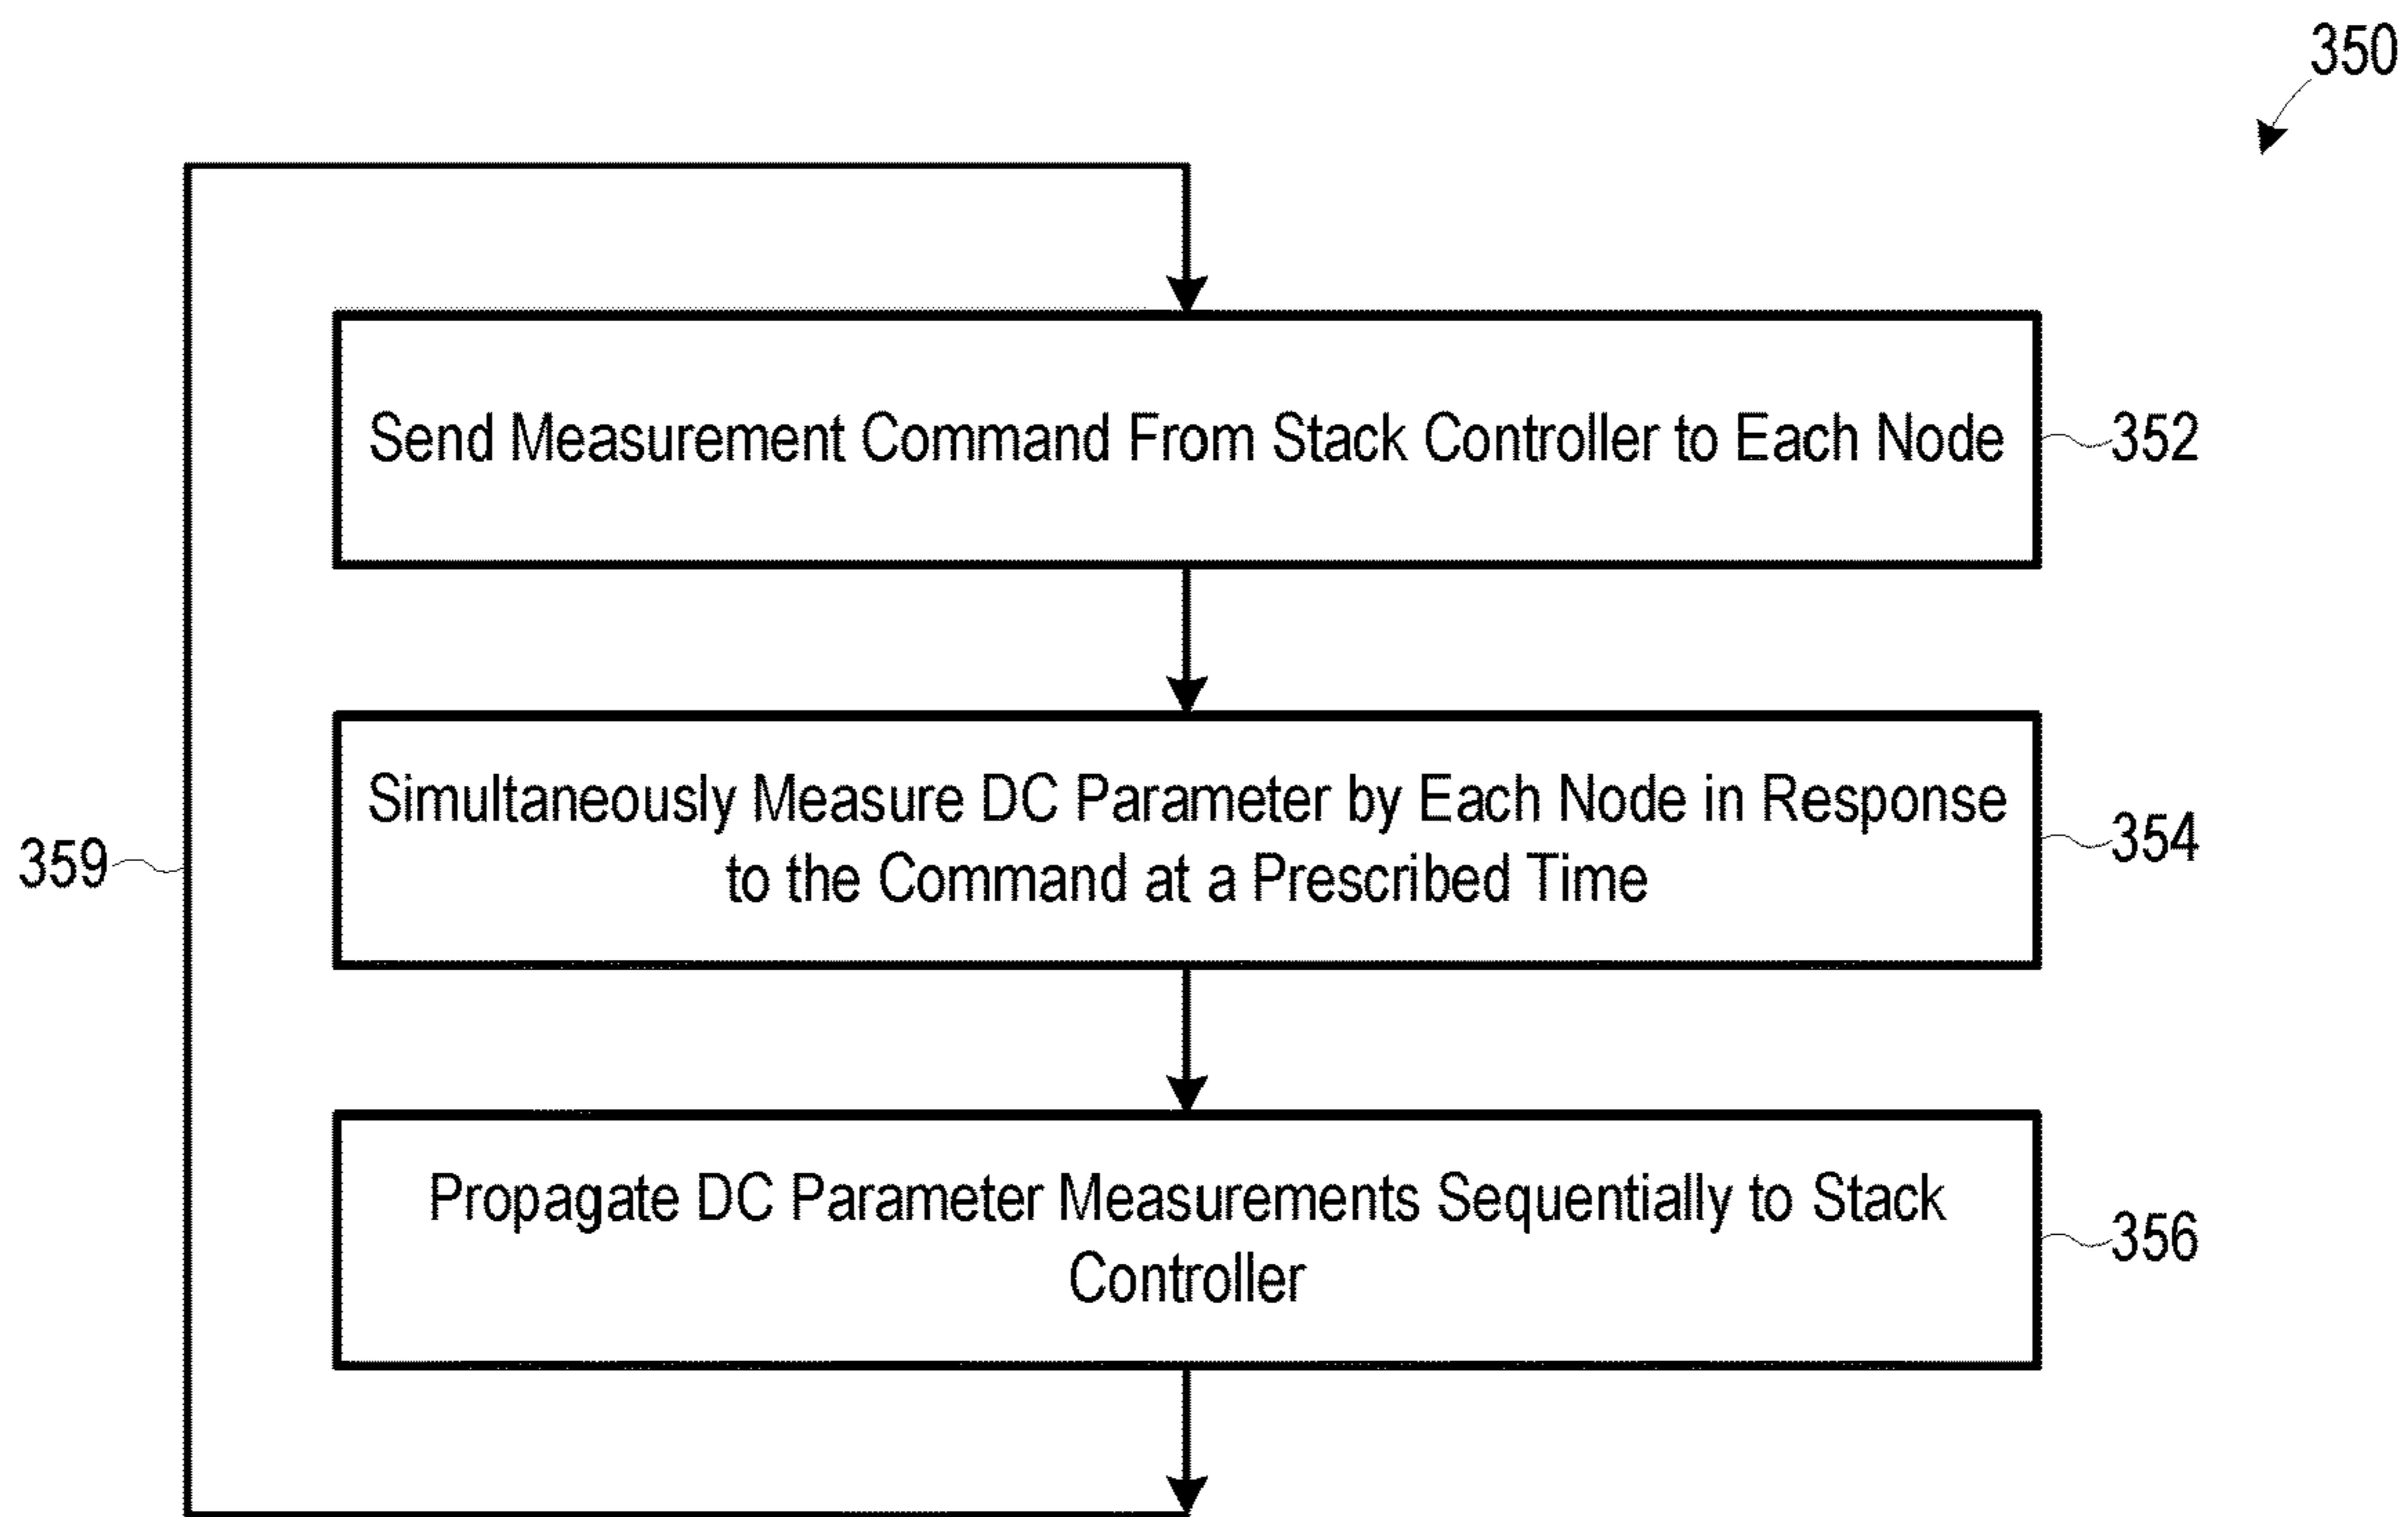 350
Send Measurement Command From Stack Controller to Each Node
352
Simultaneously Measure DC Parameter by Each Node in Response
to the Command at a Prescribed Time
354
359
Propagate DC Parameter Measurements Sequentially to Stack
Controller
356